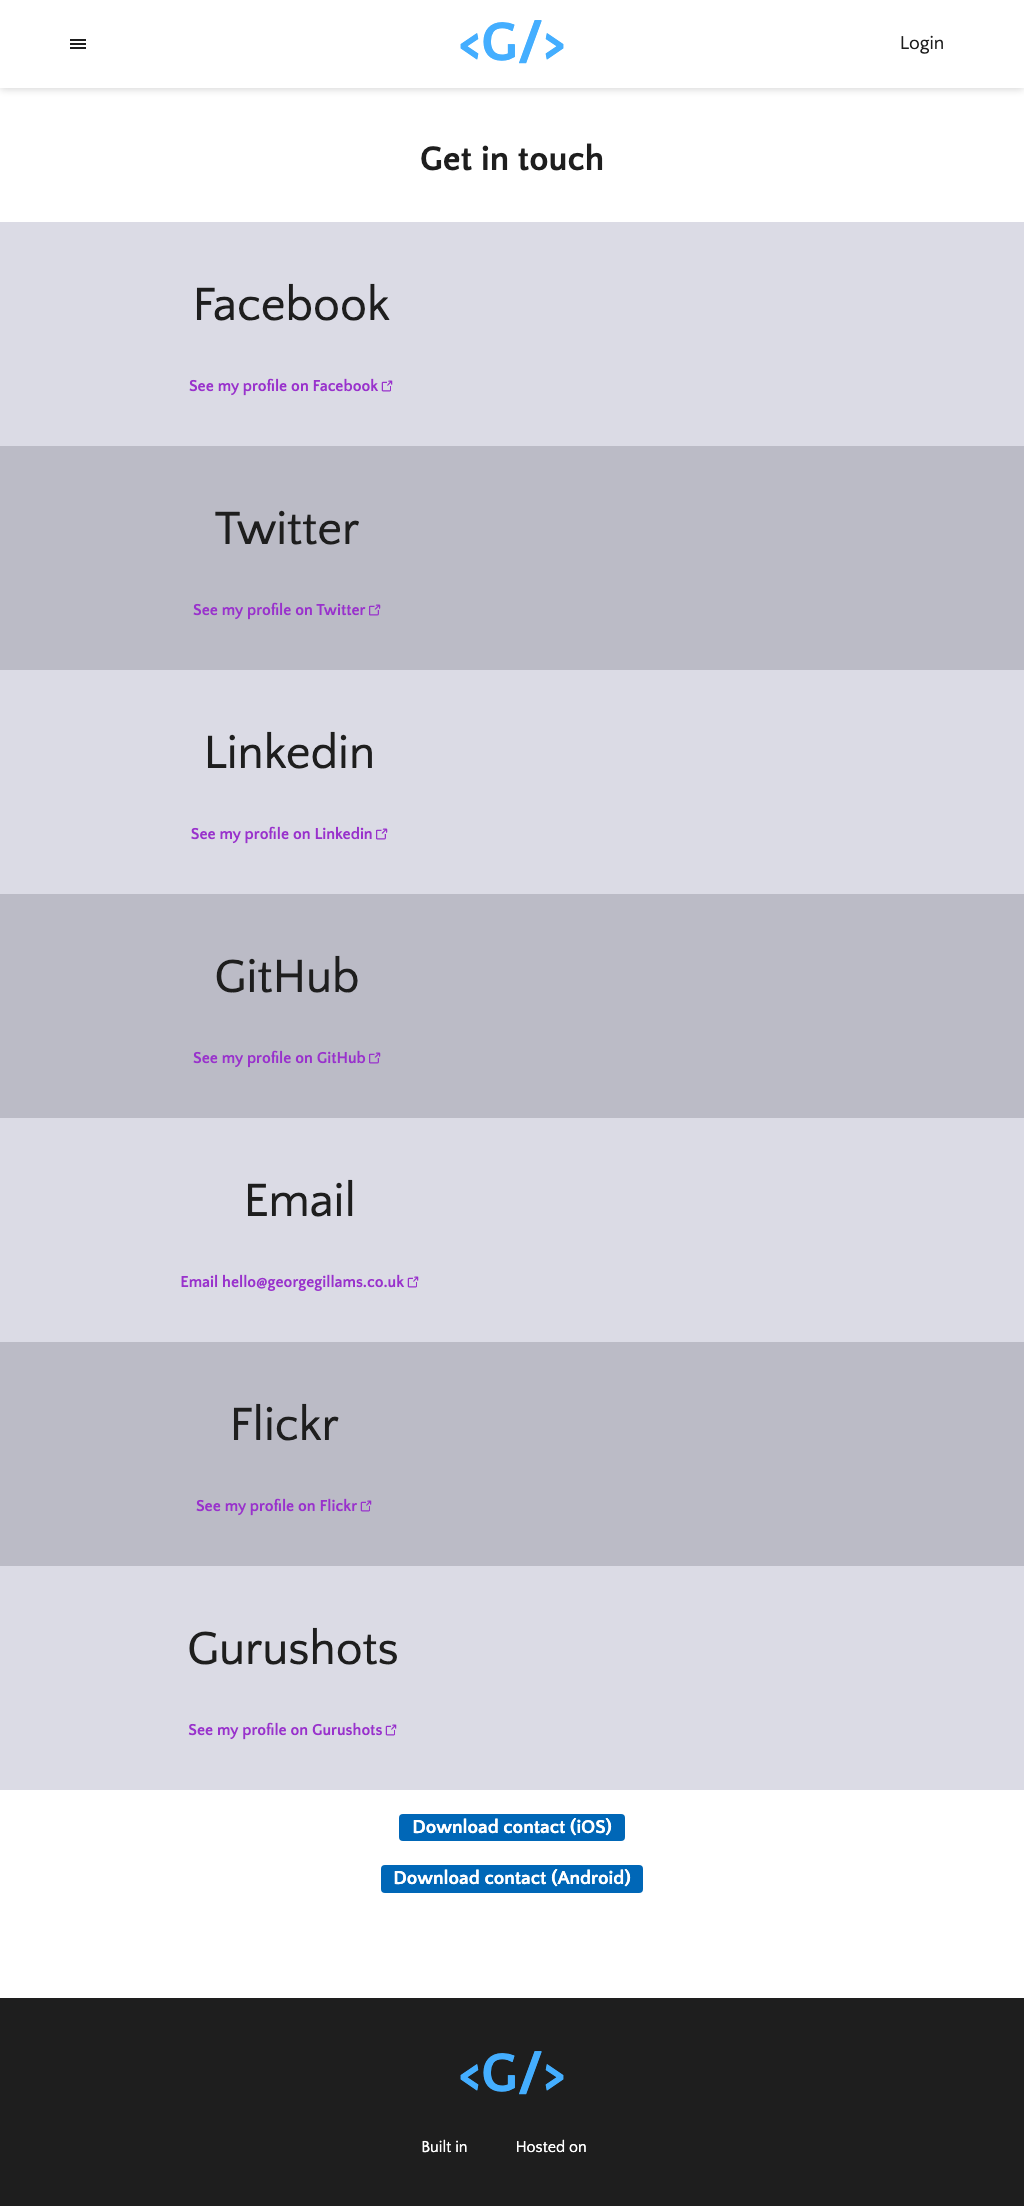 <G/>
Login
Get in touch
Facebook
See my profile on Facebook
Twitter
See my profile on Twitter
Linkedin
See my profile on Linkedin
GitHub
See my profile on GitHub
Email
Email hello@georgegillams.co.uk
Flickr
See my profile on Flickr
Gurushots
See my profile on Gurushots
Download contact (iOS)
Download contact (Android)
<G/>
Built in
Hosted on